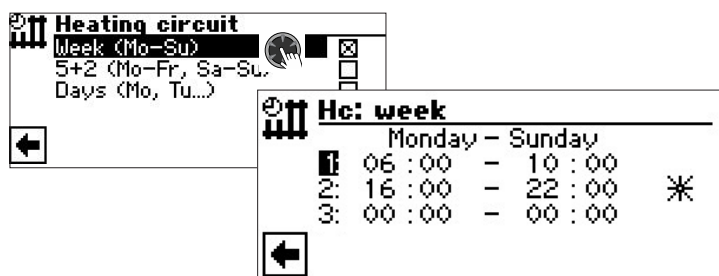 Heating circuit
Week (Mo-Su)
5+2 (Mo-Fr, Sa-Su)
Days (Mo, Tu...)
Hc: week
Monday - Sunday
1: 06:00 - 10:00
2: 16:00 - 22:00
3: 00:00 - 00:00